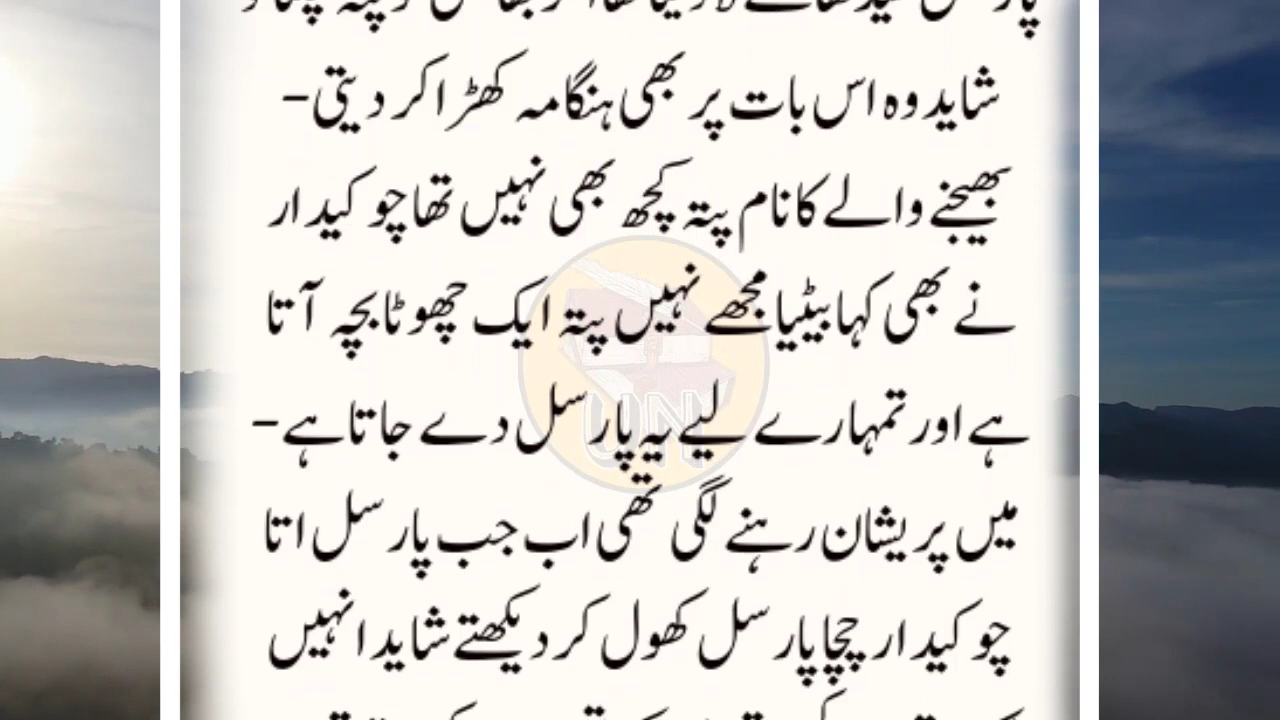 شاید وہ اس بات پر بھی ہنگامہ کھڑا کر دیتی-
بھیجنے والے کا نام پتہ کچھ بھی نہیں تھا چوکیدار
نے بھی کہا بیٹیا مجھے نہیں پتہ ایک چھوٹا بچہ آتا
ہے اور تمہارے لیے یہ پارسل دے جاتا ہے-
میں پریشان رہنے لگی تھی اب جب پارسل اتا
چوکیدار چچا پارسل کھول کر دیکھتے شاید انہیں
UN